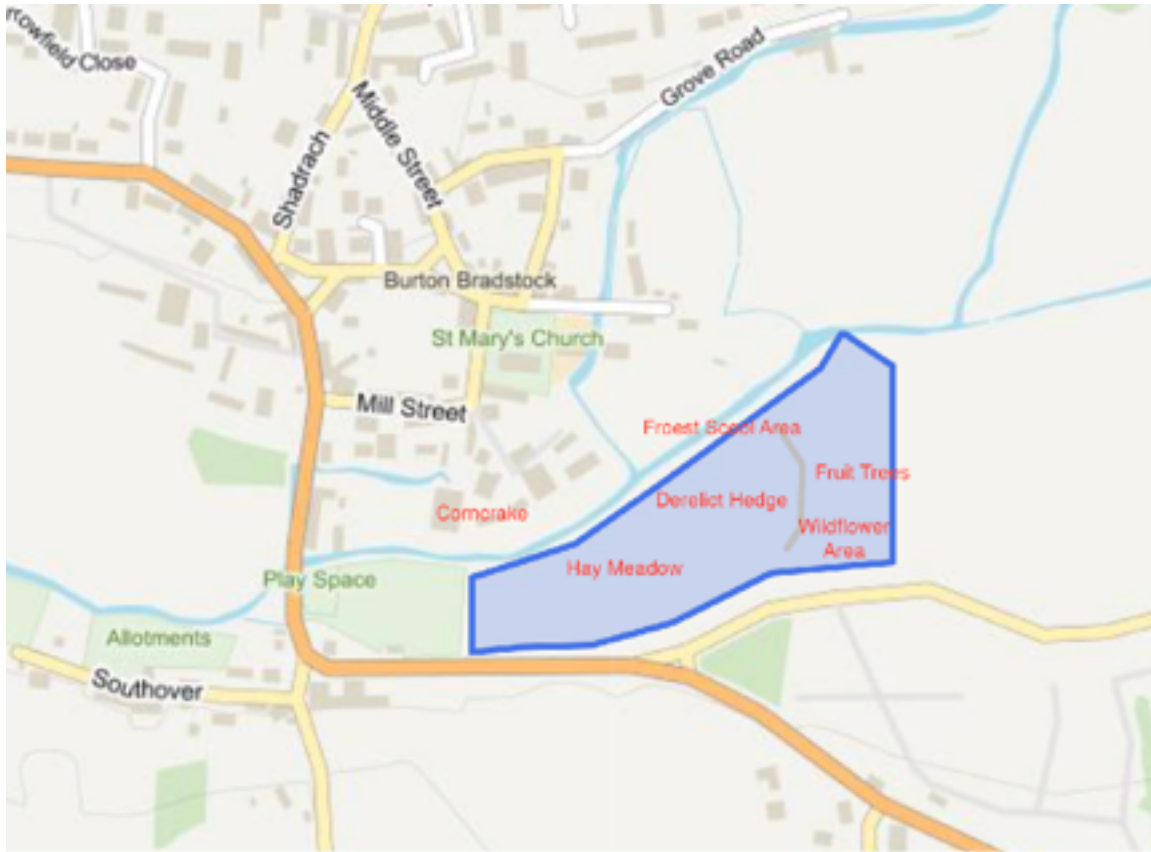 rrowfield Close
Middle Street
Grove Road
Shadrach
Burton Bradstock
St Mary's Church
Mill Street
Froest Scool Area
Fruit Trees
Derelict Hedge
Corncrake
Wildflower
Area
Hay Meadow
Play Space
Allotments
Southover